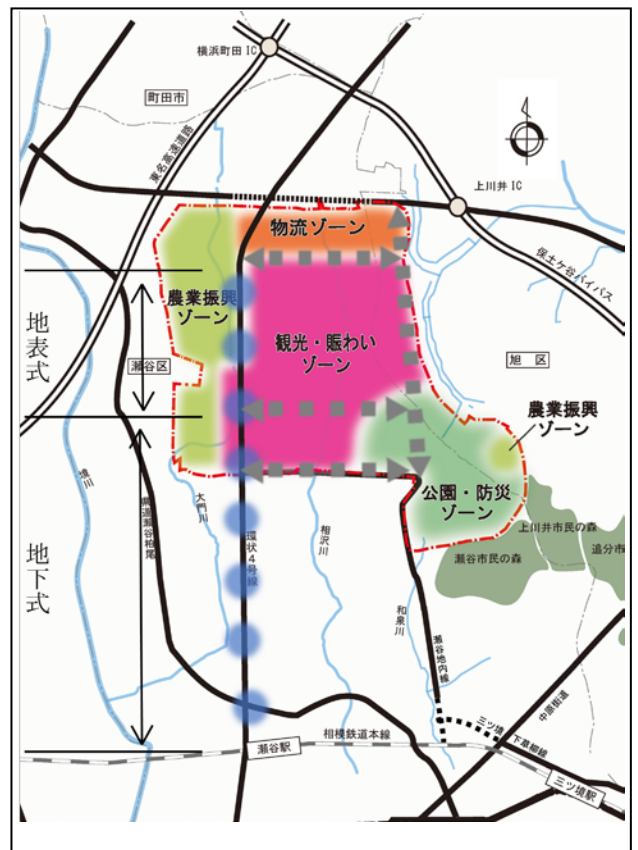 横浜町田 IC
町田市
東名高速道路
上川井 IC
保土ケ谷バイパス
物流ゾーン
農業振興
ゾーン
観光・賑わい
ゾーン
地表式
瀬谷区
旭 区
農業振興
ゾーン
公園・防災
ゾーン
境川
県道瀬谷柏尾
大門川
環状4号線
相沢川
和泉川
上川井市民の森
追分市
瀬谷市民の森
地下式
瀬谷地内線
中原街道
三ツ境
下草柳線
相模鉄道本線
瀬谷駅
三ツ境駅